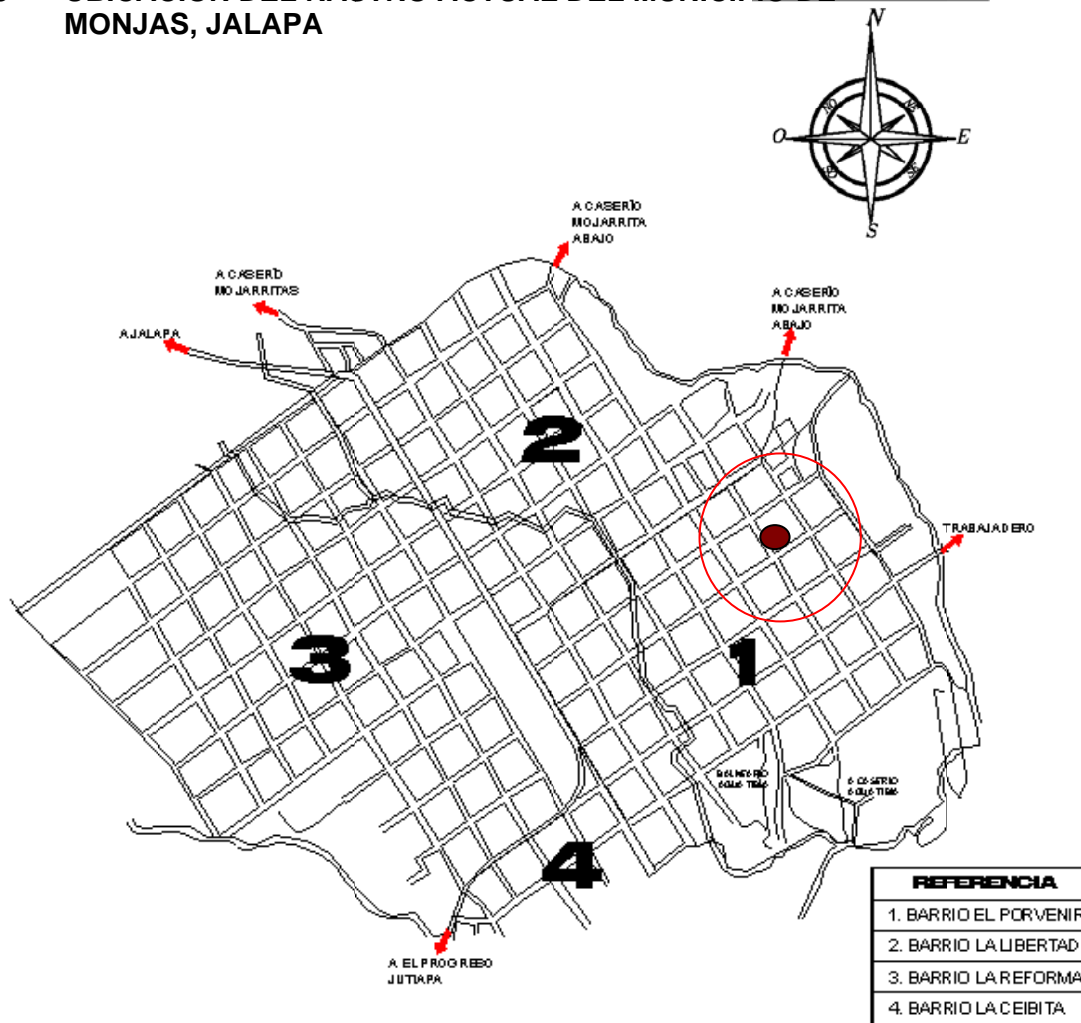 MONJAS, JALAPA
N
O
E
S
A CASERÍO
MOJARRITA
ABAJO
A CASERÍO
MOJARRITAS
A JALAPA
A CASERÍO
MOJARRITA
ABAJO
2
TRABAJADERO
3
1
4
A EL PROGRESO
JUTIAPA
REFERENCIA
1. BARRIO EL PORVENIR
2. BARRIO LA LIBERTAD
3. BARRIO LA REFORMA
4. BARRIO LA CEIBITA